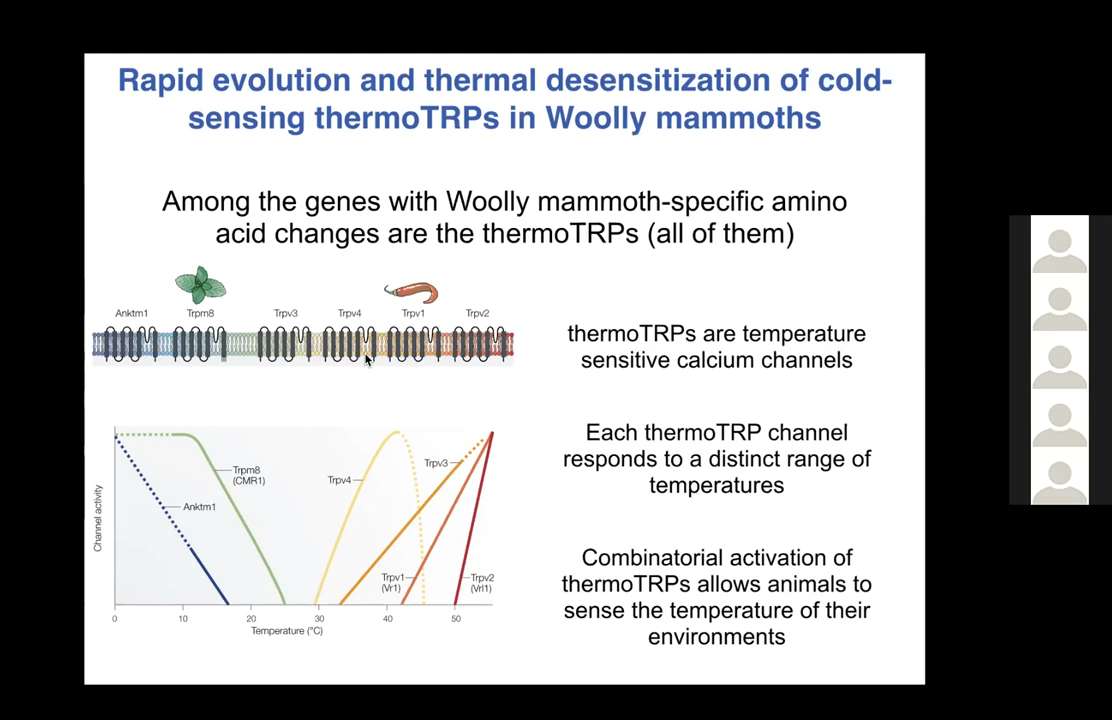 Rapid evolution and thermal desensitization of cold-
sensing thermoTRPs in Woolly mammoths
Among the genes with Woolly mammoth-specific amino
acid changes are the thermoTRPs (all of them)
Anktm1 Trpm8 Trpv3 Trpv4 Trpv1 Trpv2
thermoTRPs are temperature
sensitive calcium channels
Each thermoTRP channel
responds to a distinct range of
temperatures
Combinatorial activation of
thermoTRPs allows animals to
sense the temperature of their
environments
Channel activity
Trpm8
(CMR1)
Anktm1
Trpv4
Trpv3
Trpv1
(Vr1)
Trpv2
(Vrl1)
0 10 20 30 40 50
Temperature (°C)